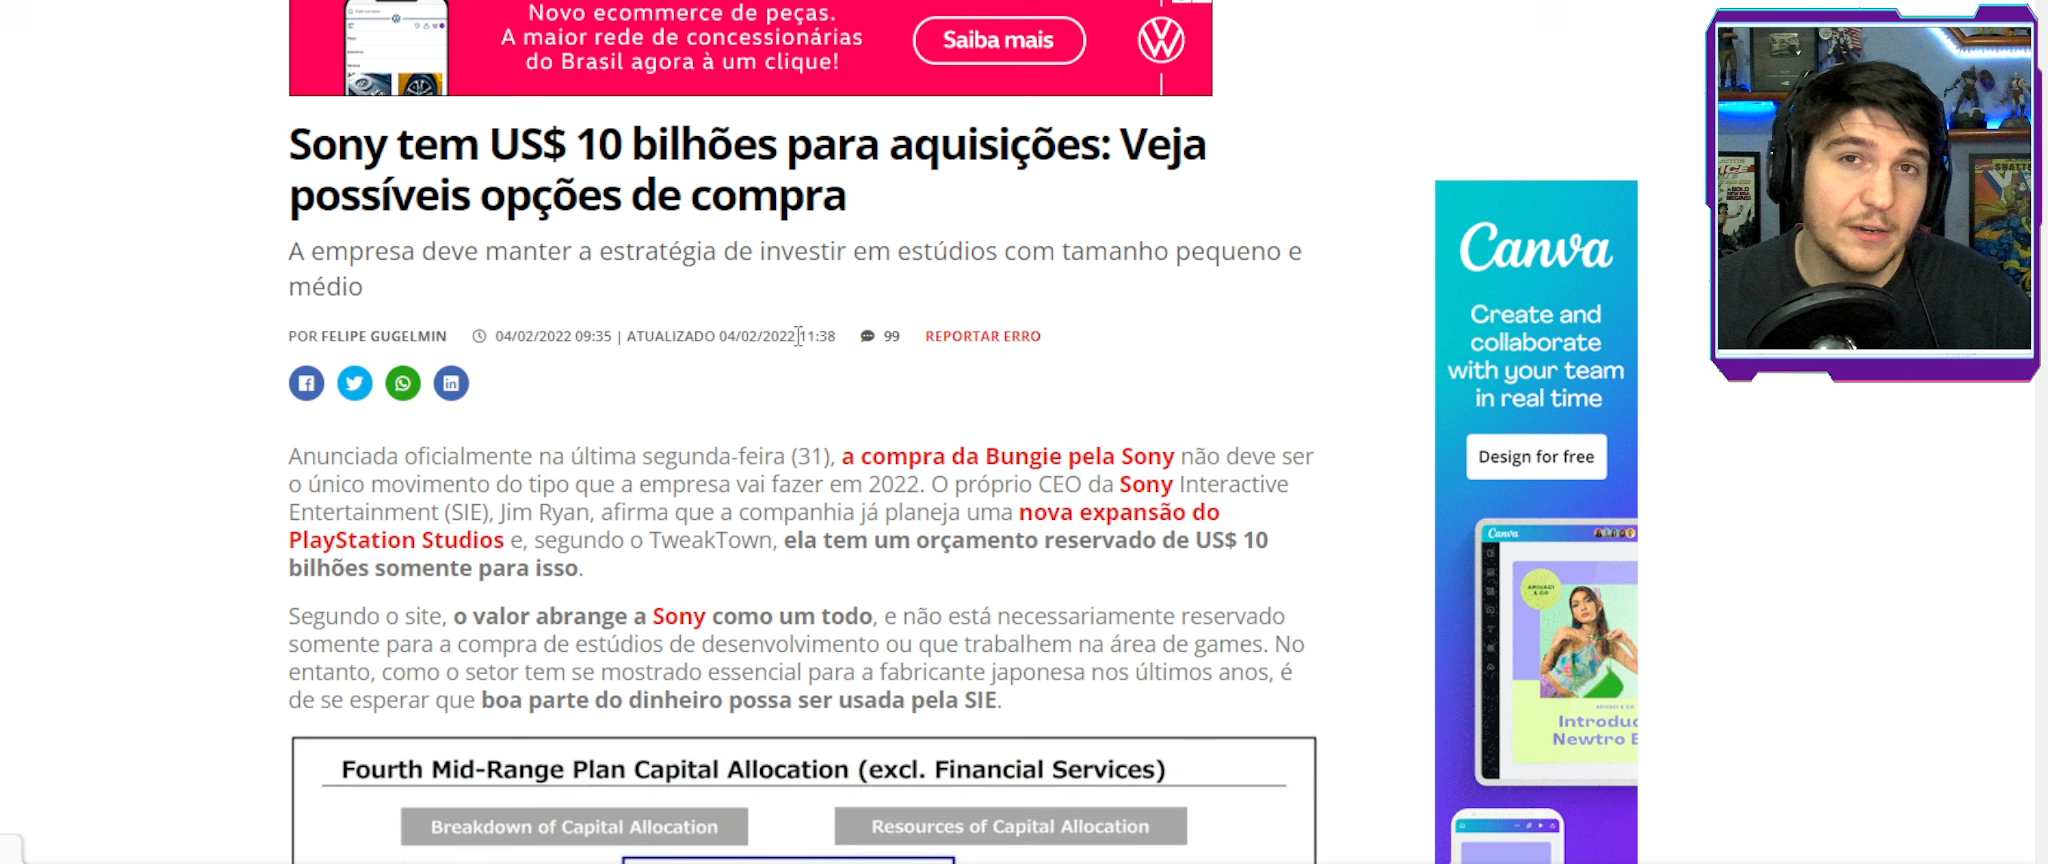 Novo ecommerce de peças.
A maior rede de concessionárias
do Brasil agora à um clique!
Saiba mais
Sony tem US$ 10 bilhões para aquisições: Veja
possíveis opções de compra
A empresa deve manter a estratégia de investir em estúdios com tamanho pequeno e
médio
POR FELIPE GUGELMIN 04/02/2022 09:35 | ATUALIZADO 04/02/2022 11:38 99 REPORTAR ERRO
Anunciada oficialmente na última segunda-feira (31), a compra da Bungie pela Sony não deve ser
o único movimento do tipo que a empresa vai fazer em 2022. O próprio CEO da Sony Interactive
Entertainment (SIE), Jim Ryan, afirma que a companhia já planeja uma nova expansão do
PlayStation Studios e, segundo o TweakTown, ela tem um orçamento reservado de US$ 10
bilhões somente para isso.
Segundo o site, o valor abrange a Sony como um todo, e não está necessariamente reservado
somente para a compra de estúdios de desenvolvimento ou que trabalhem na área de games. No
entanto, como o setor tem se mostrado essencial para a fabricante japonesa nos últimos anos, é
de se esperar que boa parte do dinheiro possa ser usada pela SIE.
Fourth Mid-Range Plan Capital Allocation (excl. Financial Services)
Breakdown of Capital Allocation
Resources of Capital Allocation
Canva
Create and
collaborate
with your team
in real time
Design for free
Canva
Introduc
Newtro E